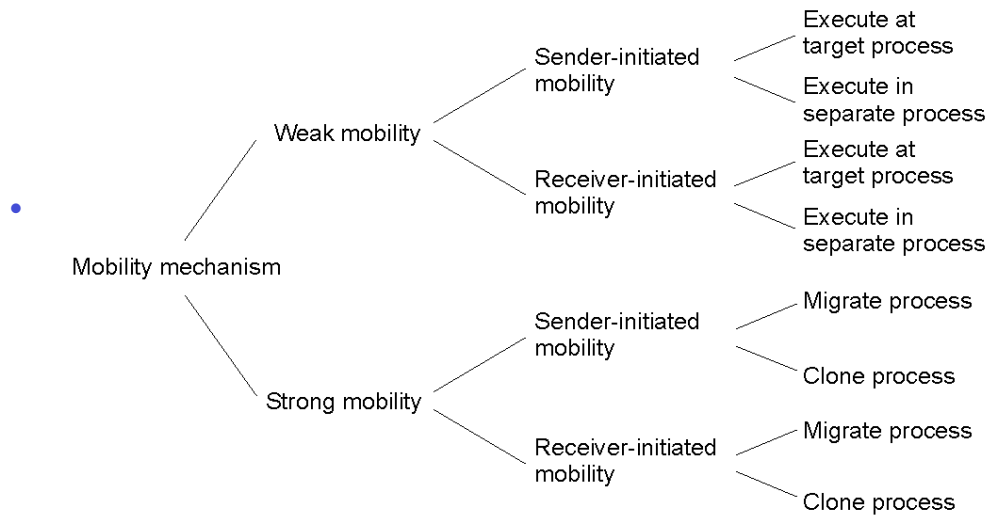 Execute at
target process
Sender-initiated
mobility
Execute in
separate process
Weak mobility
Execute at
target process
Receiver-initiated
mobility
Execute in
separate process
Mobility mechanism
Migrate process
Sender-initiated
mobility
Clone process
Strong mobility
Migrate process
Receiver-initiated
mobility
Clone process